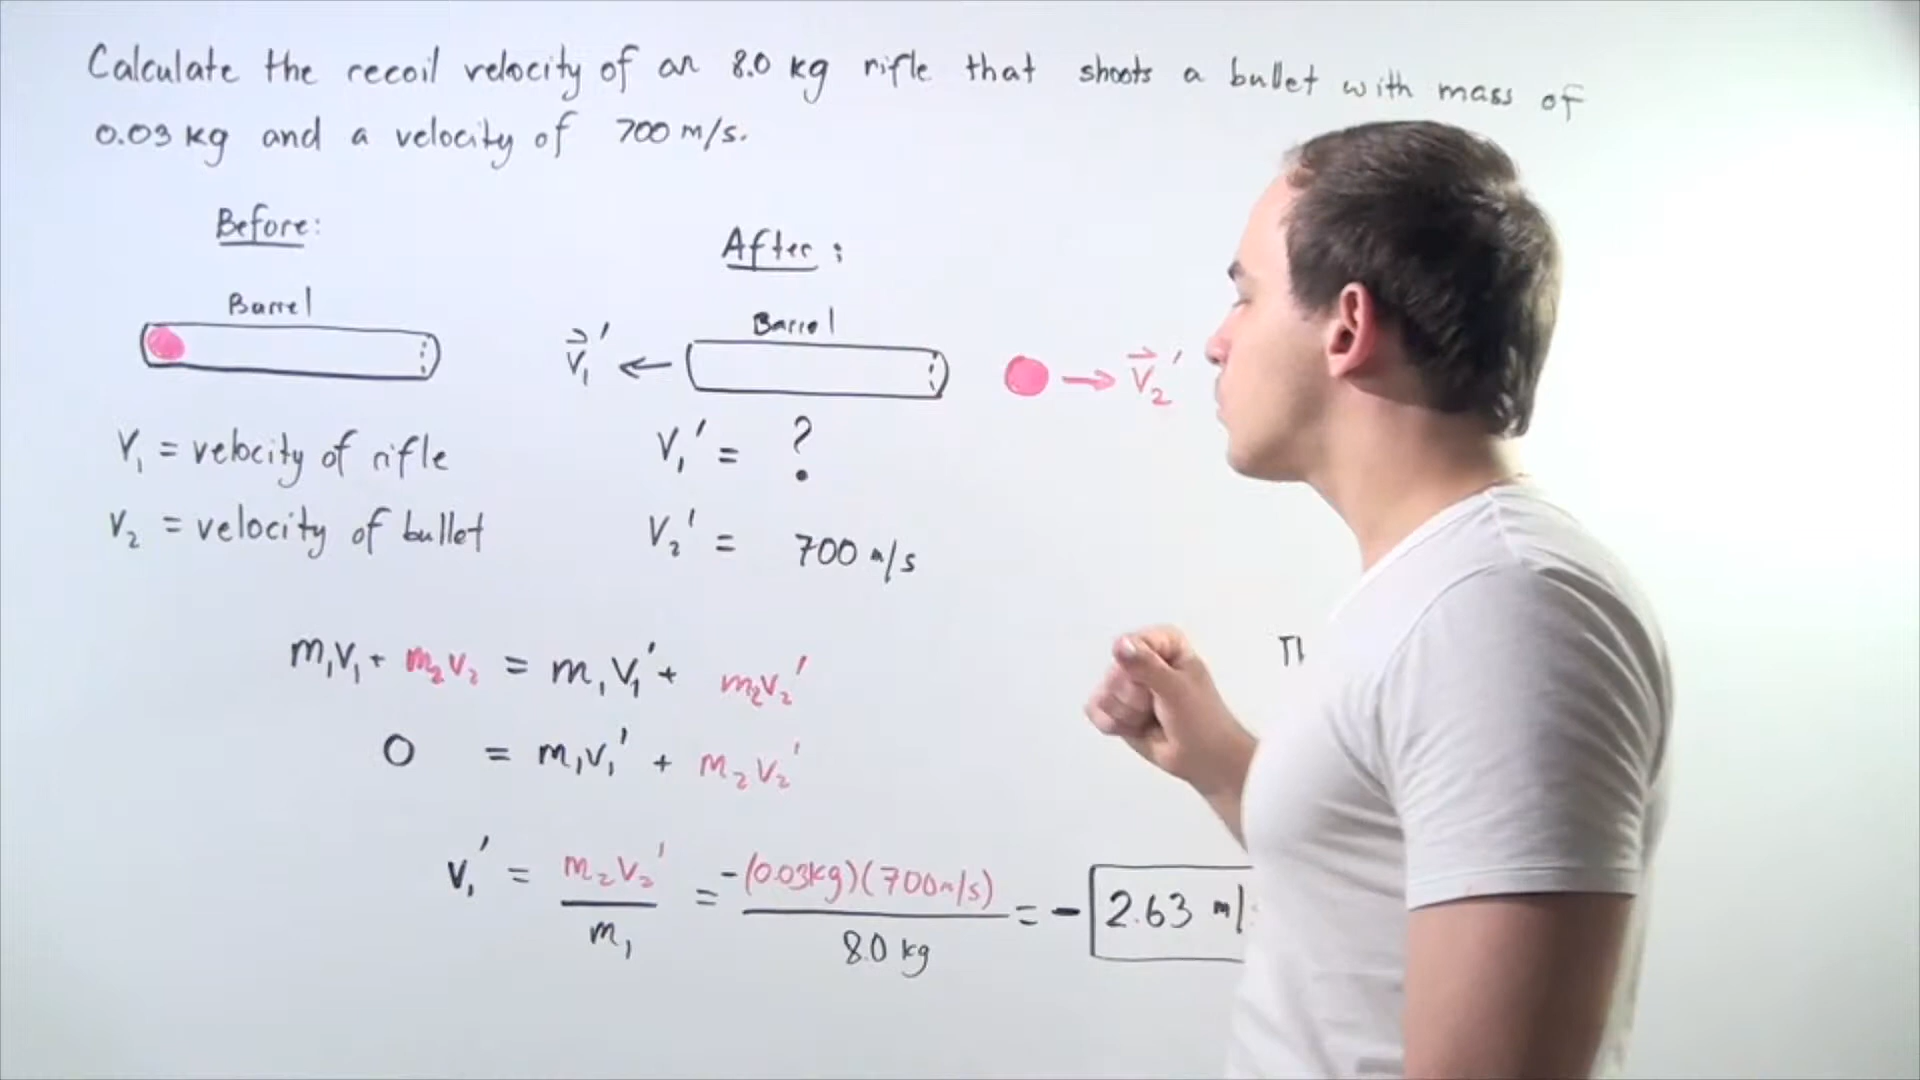 Calculate the recoil velocity of an 8.0 kg rifle that shoots a bullet with mass of
0.03 kg and a velocity of 700 m/s.
Before:
After:
Barrel
Barrel
V₁' ←
→ V₂'
V₁ = velocity of rifle
V₁' = ?
V₂ = velocity of bullet
V₂' = 700 m/s
m₁v₁ + m₂v₂ = m₁v₁' + m₂v₂'
0 = m₁v₁' + m₂v₂'
v₁' = m₂v₂' / m₁ = -(0.03kg)(700m/s) / 8.0 kg = - 2.63 m/